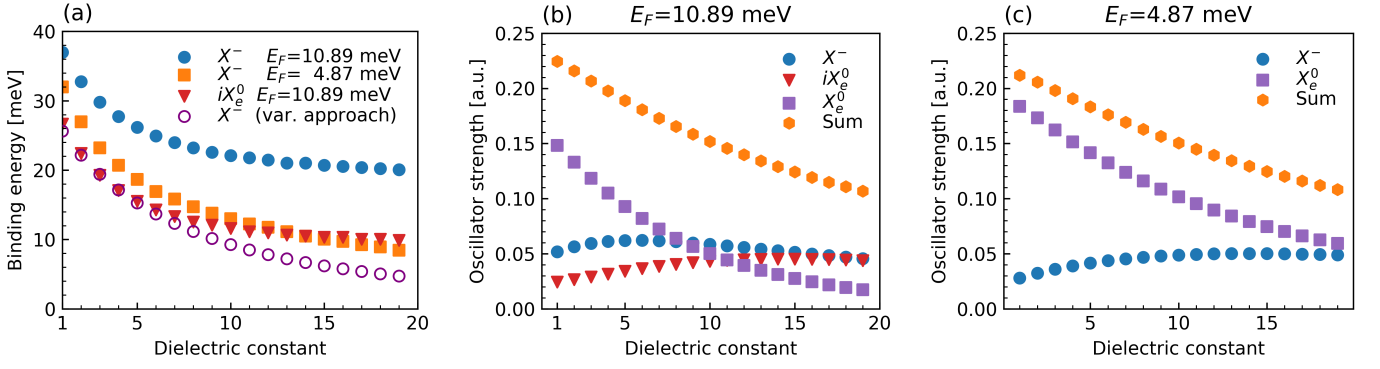 (a)
40
30
20
10
0
Binding energy [meV]
X⁻ E_F=10.89 meV
X⁻ E_F= 4.87 meV
iX⁰ₑ E_F=10.89 meV
X⁻ (var. approach)
1 5 10 15 20
Dielectric constant
(b) E_F=10.89 meV
0.25
0.20
0.15
0.10
0.05
0.00
Oscillator strength [a.u.]
X⁻
iX⁰ₑ
X⁰ₑ
Sum
1 5 10 15 20
Dielectric constant
(c) E_F=4.87 meV
0.25
0.20
0.15
0.10
0.05
0.00
Oscillator strength [a.u.]
X⁻
X⁰ₑ
Sum
5 10 15
Dielectric constant